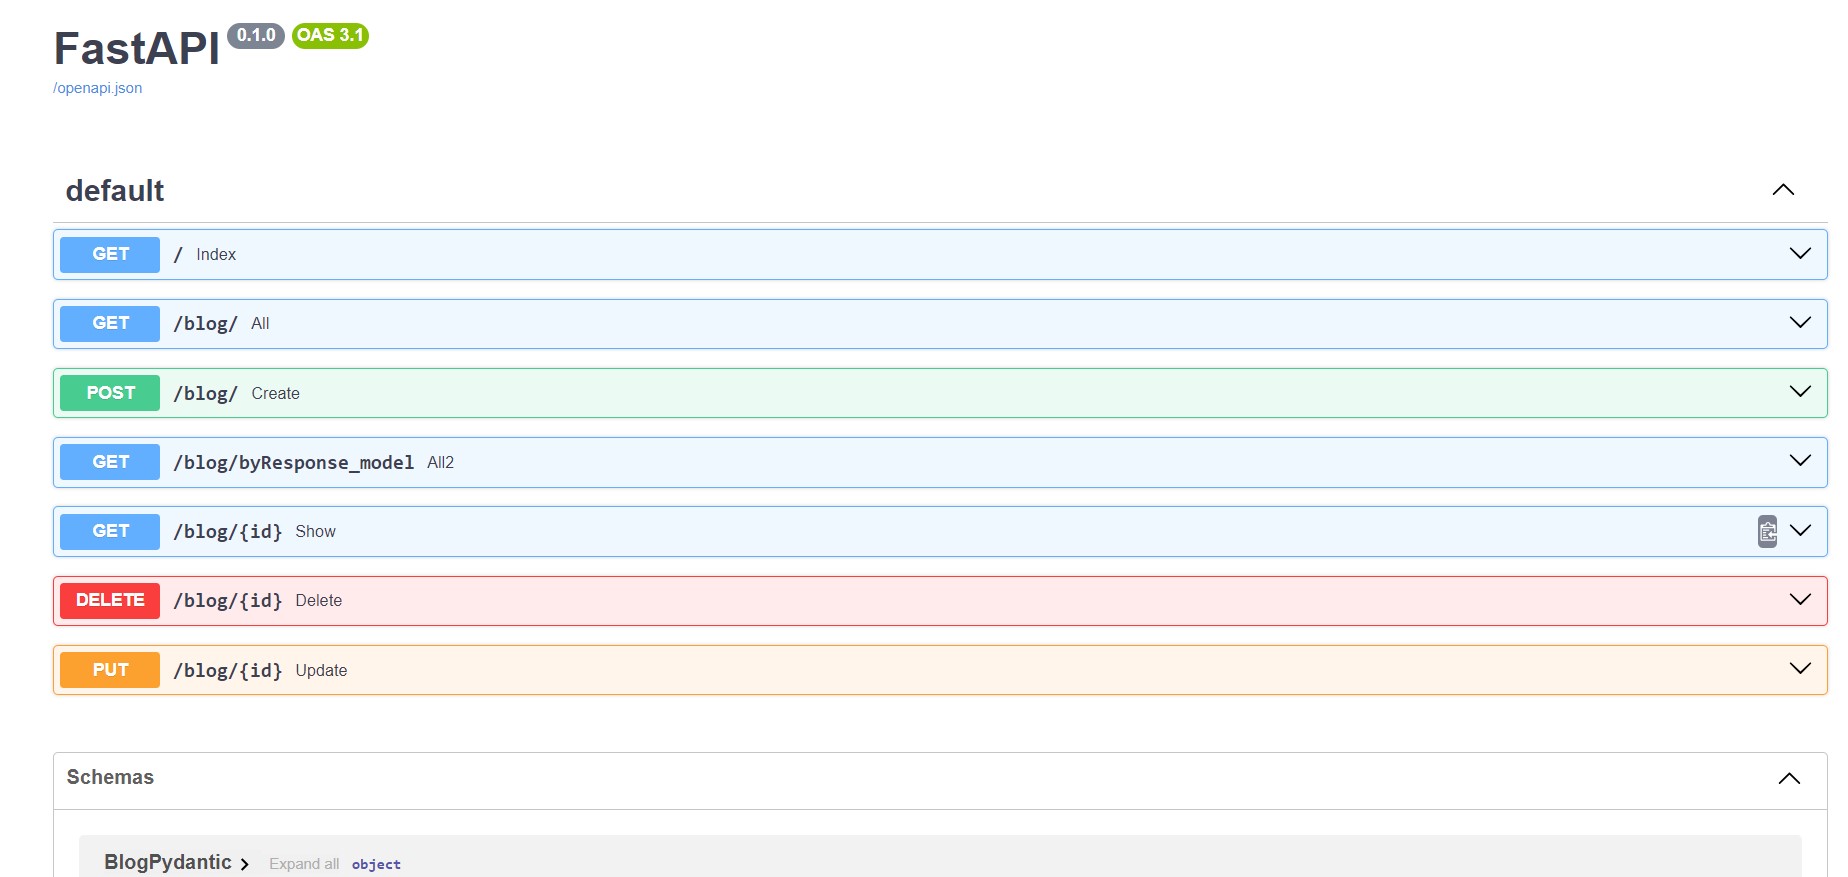 FastAPI 0.1.0 OAS 3.1
/openapi.json
default
GET / Index
GET /blog/ All
POST /blog/ Create
GET /blog/byResponse_model All2
GET /blog/{id} Show
DELETE /blog/{id} Delete
PUT /blog/{id} Update
Schemas
BlogPydantic Expand all object